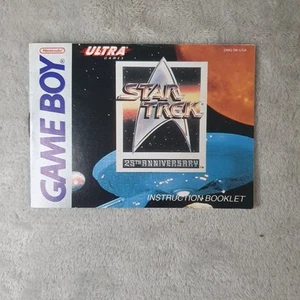 Nintendo
GAME BOY
ULTRA
GAMES
STAR
TREK
25TH ANNIVERSARY
INSTRUCTION BOOKLET